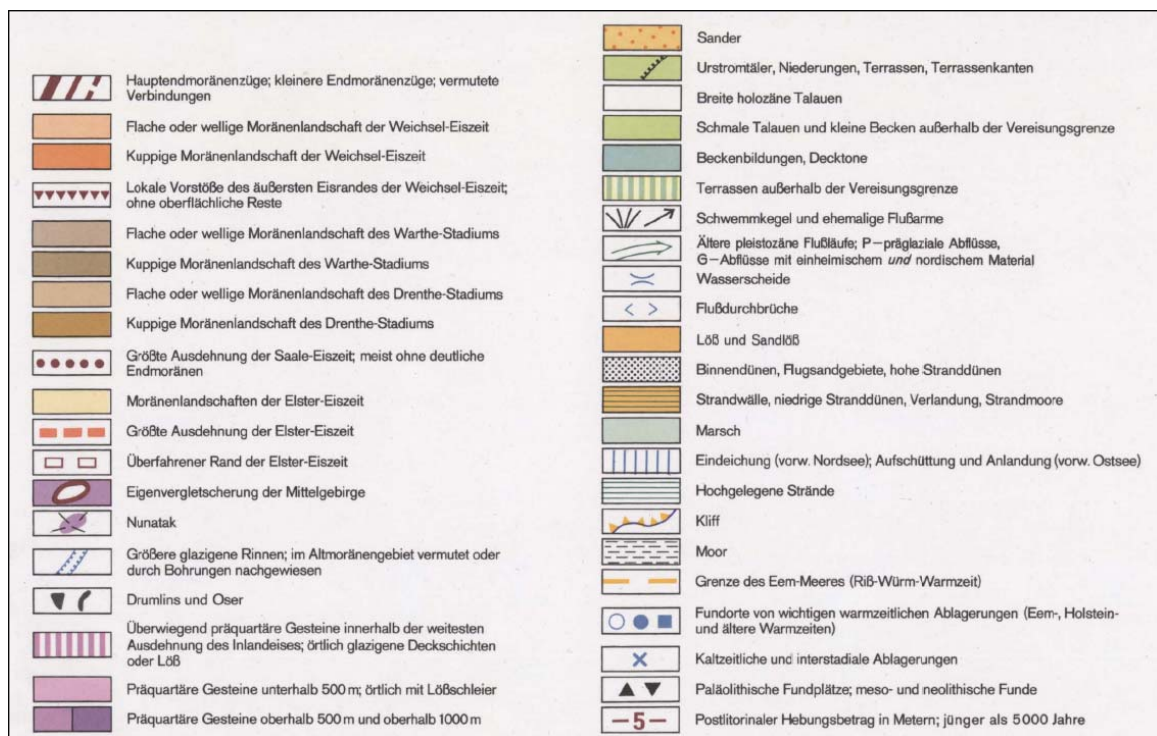 Hauptendmoränenzüge; kleinere Endmoränenzüge; vermutete
Verbindungen
Flache oder wellige Moränenlandschaft der Weichsel-Eiszeit
Kuppige Moränenlandschaft der Weichsel-Eiszeit
Lokale Vorstöße des äußersten Eisrandes der Weichsel-Eiszeit;
ohne oberflächliche Reste
Flache oder wellige Moränenlandschaft des Warthe-Stadiums
Kuppige Moränenlandschaft des Warthe-Stadiums
Flache oder wellige Moränenlandschaft des Drenthe-Stadiums
Kuppige Moränenlandschaft des Drenthe-Stadiums
Größte Ausdehnung der Saale-Eiszeit; meist ohne deutliche
Endmoränen
Moränenlandschaften der Elster-Eiszeit
Größte Ausdehnung der Elster-Eiszeit
Überfahrener Rand der Elster-Eiszeit
Eigenvergletscherung der Mittelgebirge
Nunatak
Größere glazigene Rinnen; im Altmoränengebiet vermutet oder
durch Bohrungen nachgewiesen
Drumlins und Oser
Überwiegend präquartäre Gesteine innerhalb der weitesten
Ausdehnung des Inlandeises; örtlich glazigene Deckschichten
oder Löß
Präquartäre Gesteine unterhalb 500 m; örtlich mit Lößschleier
Präquartäre Gesteine oberhalb 500 m und oberhalb 1000 m
Sander
Urstromtäler, Niederungen, Terrassen, Terrassenkanten
Breite holozäne Talauen
Schmale Talauen und kleine Becken außerhalb der Vereisungsgrenze
Beckenbildungen, Decktone
Terrassen außerhalb der Vereisungsgrenze
Schwemmkegel und ehemalige Flußarme
Ältere pleistozäne Flußläufe; P—präglaziale Abflüsse,
G—Abflüsse mit einheimischem und nordischem Material
Wasserscheide
Flußdurchbrüche
Löß und Sandlöß
Binnendünen, Flugsandgebiete, hohe Stranddünen
Strandwälle, niedrige Stranddünen, Verlandung, Strandmoore
Marsch
Eindeichung (vorw. Nordsee); Aufschüttung und Anlandung (vorw. Ostsee)
Hochgelegene Strände
Kliff
Moor
Grenze des Eem-Meeres (Riß-Würm-Warmzeit)
Fundorte von wichtigen warmzeitlichen Ablagerungen (Eem-, Holstein-
und ältere Warmzeiten)
Kaltzeitliche und interstadiale Ablagerungen
Paläolithische Fundplätze; meso- und neolithische Funde
—5— Postlitorinaler Hebungsbetrag in Metern; jünger als 5000 Jahre